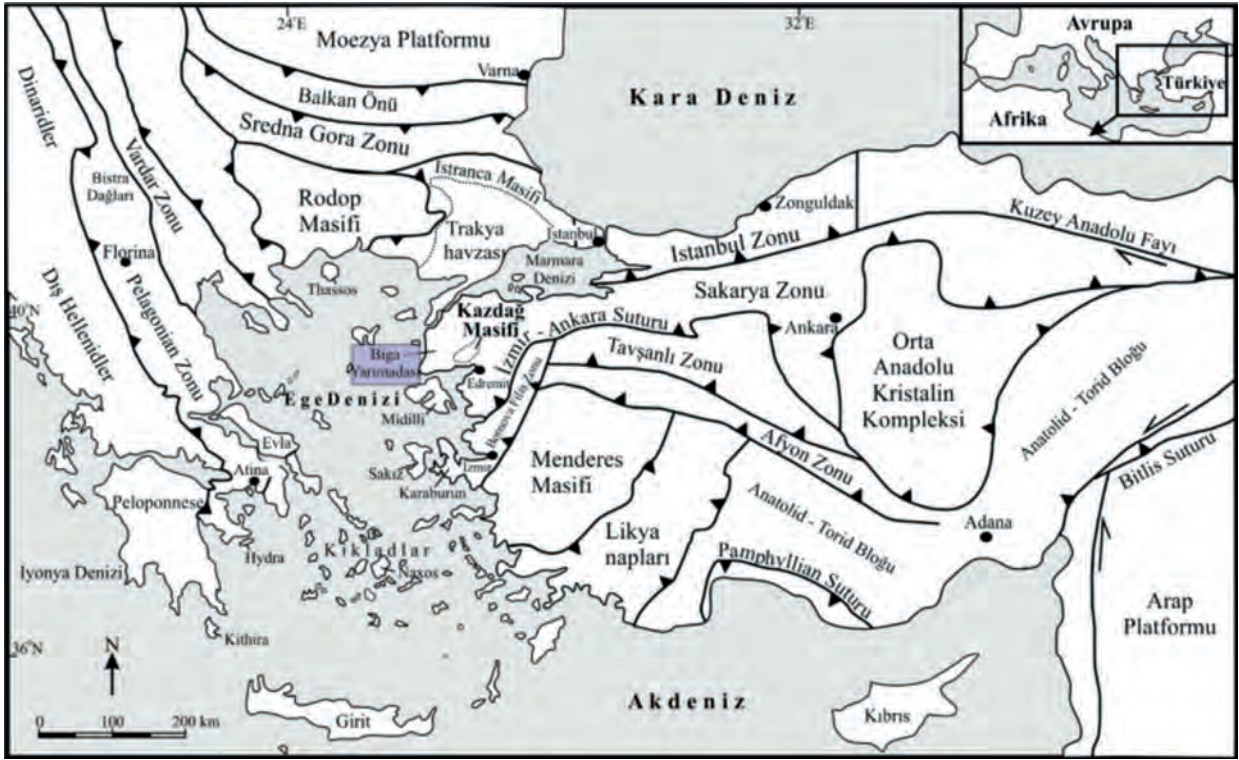 24°E
32°E
Avrupa
Türkiye
Afrika
Moezya Platformu
Varna
Balkan Önü
Kara Deniz
Sredna Gora Zonu
Dinaridler
Vardar Zonu
Bistra
Dağları
Istranca Masifi
Rodop
Masifi
Zonguldak
Kuzey Anadolu Fayı
Trakya
havzası
İstanbul
İstanbul Zonu
Florina
Marmara
Denizi
Thassos
Sakarya Zonu
Pelagonian Zonu
Dış Hellenidler
40°N
Kazdağ
Masifi
Ankara
İzmir - Ankara Suturu
Biga
Yarımadası
Tavşanlı Zonu
Orta
Anadolu
Kristalin
Kompleksi
Edremit
Ege Denizi
Midilli
Bornova Filiş Zonu
Anatolid - Torid Bloğu
Evia
Afyon Zonu
Bitlis Suturu
Atina
Sakız
İzmir
Karaburun
Menderes
Masifi
Peloponnese
Anatolid - Torid Bloğu
Adana
Hydra
Kikladlar
Naxos
Likya
napları
Pamphyllian Suturu
Iyonya Denizi
Arap
Platformu
Kithira
36°N
N
Akdeniz
0 100 200 km
Girit
Kıbrıs